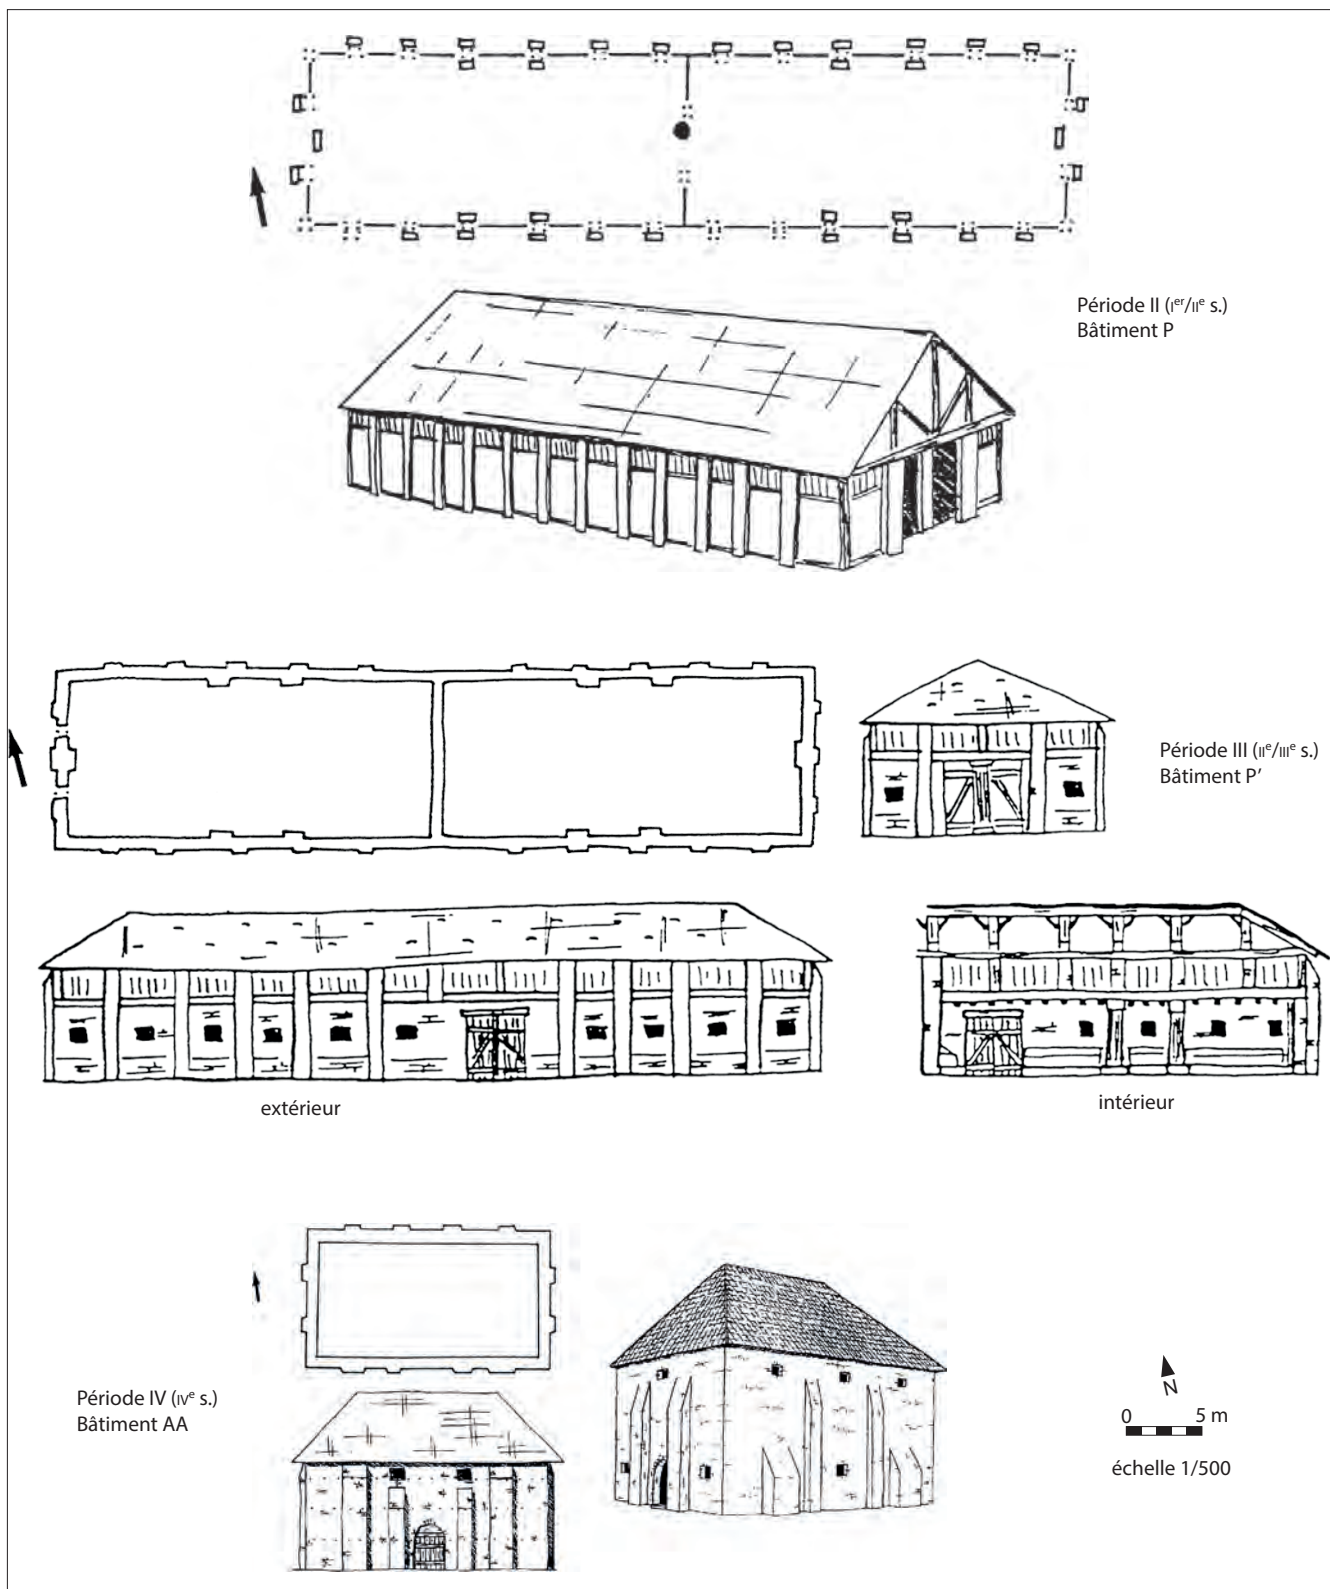 Période II (Iᵉʳ/IIᵉ s.)
Bâtiment P
Période III (IIᵉ/IIIᵉ s.)
Bâtiment P’
extérieur
intérieur
Période IV (IVᵉ s.)
Bâtiment AA
N
0 5 m
échelle 1/500